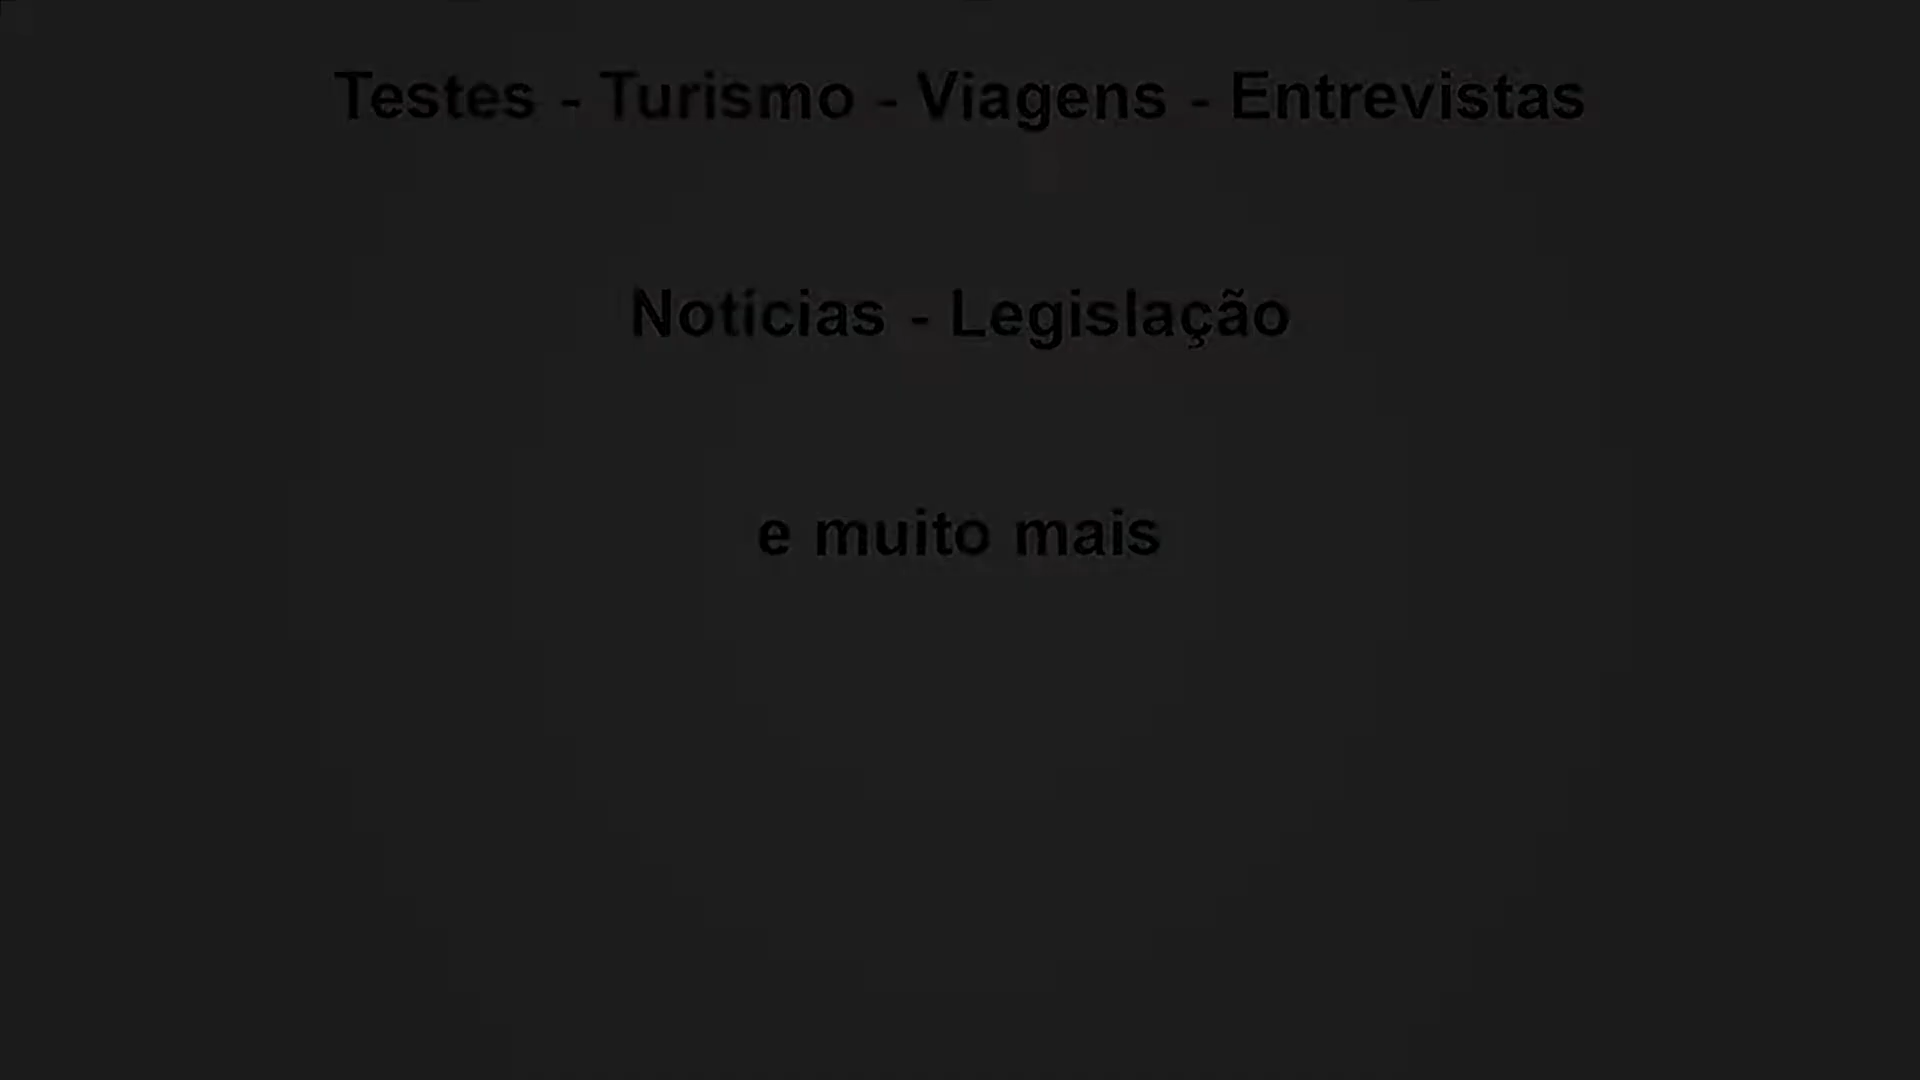 Testes - Turismo - Viagens - Entrevistas
Notícias - Legislação
e muito mais